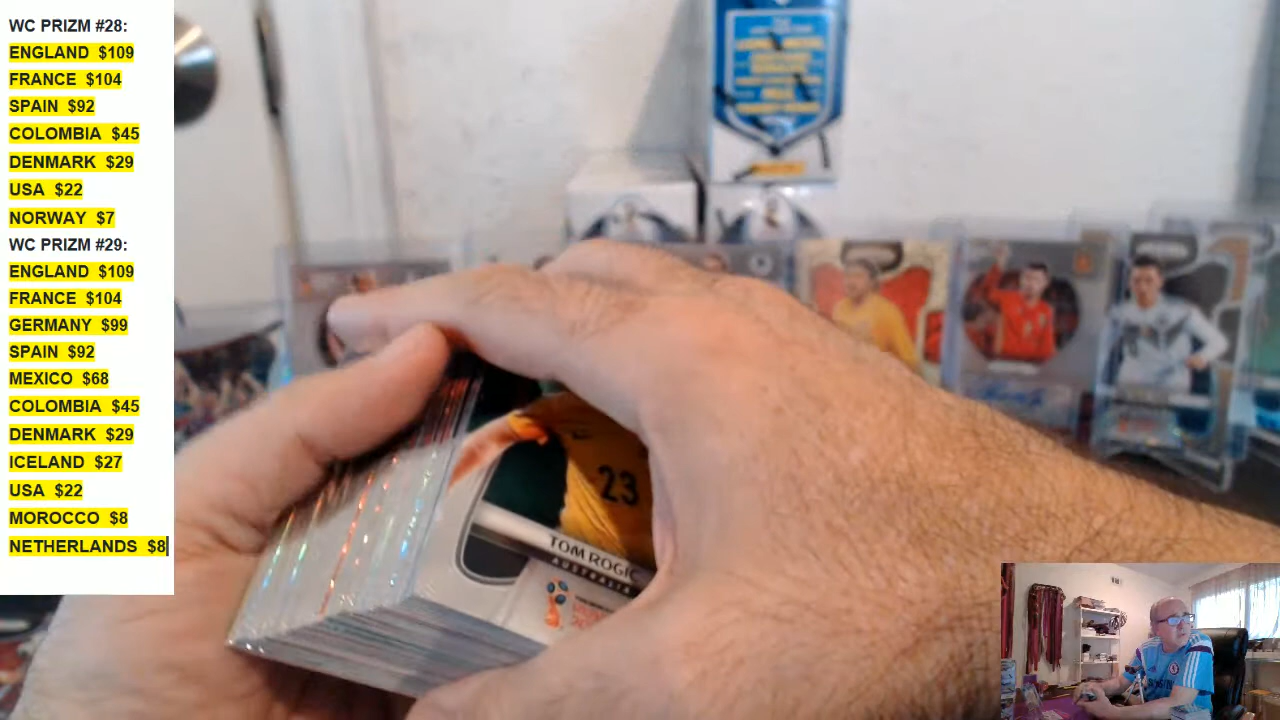 WC PRIZM #28:
ENGLAND $109
FRANCE $104
SPAIN $92
COLOMBIA $45
DENMARK $29
USA $22
NORWAY $7
WC PRIZM #29:
ENGLAND $109
FRANCE $104
GERMANY $99
SPAIN $92
MEXICO $68
COLOMBIA $45
DENMARK $29
ICELAND $27
USA $22
MOROCCO $8
NETHERLANDS $8
23
TOM ROGIC
AUSTRALIA